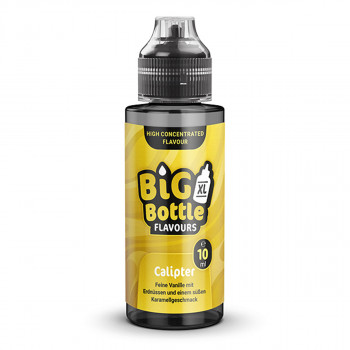 HIGH CONCENTRATED
FLAVOUR
BiG
XL
Bottle
FLAVOURS
e
10
ml
Calipter
Feine Vanille mit
Erdnüssen und einem süßen
Karamellgeschmack